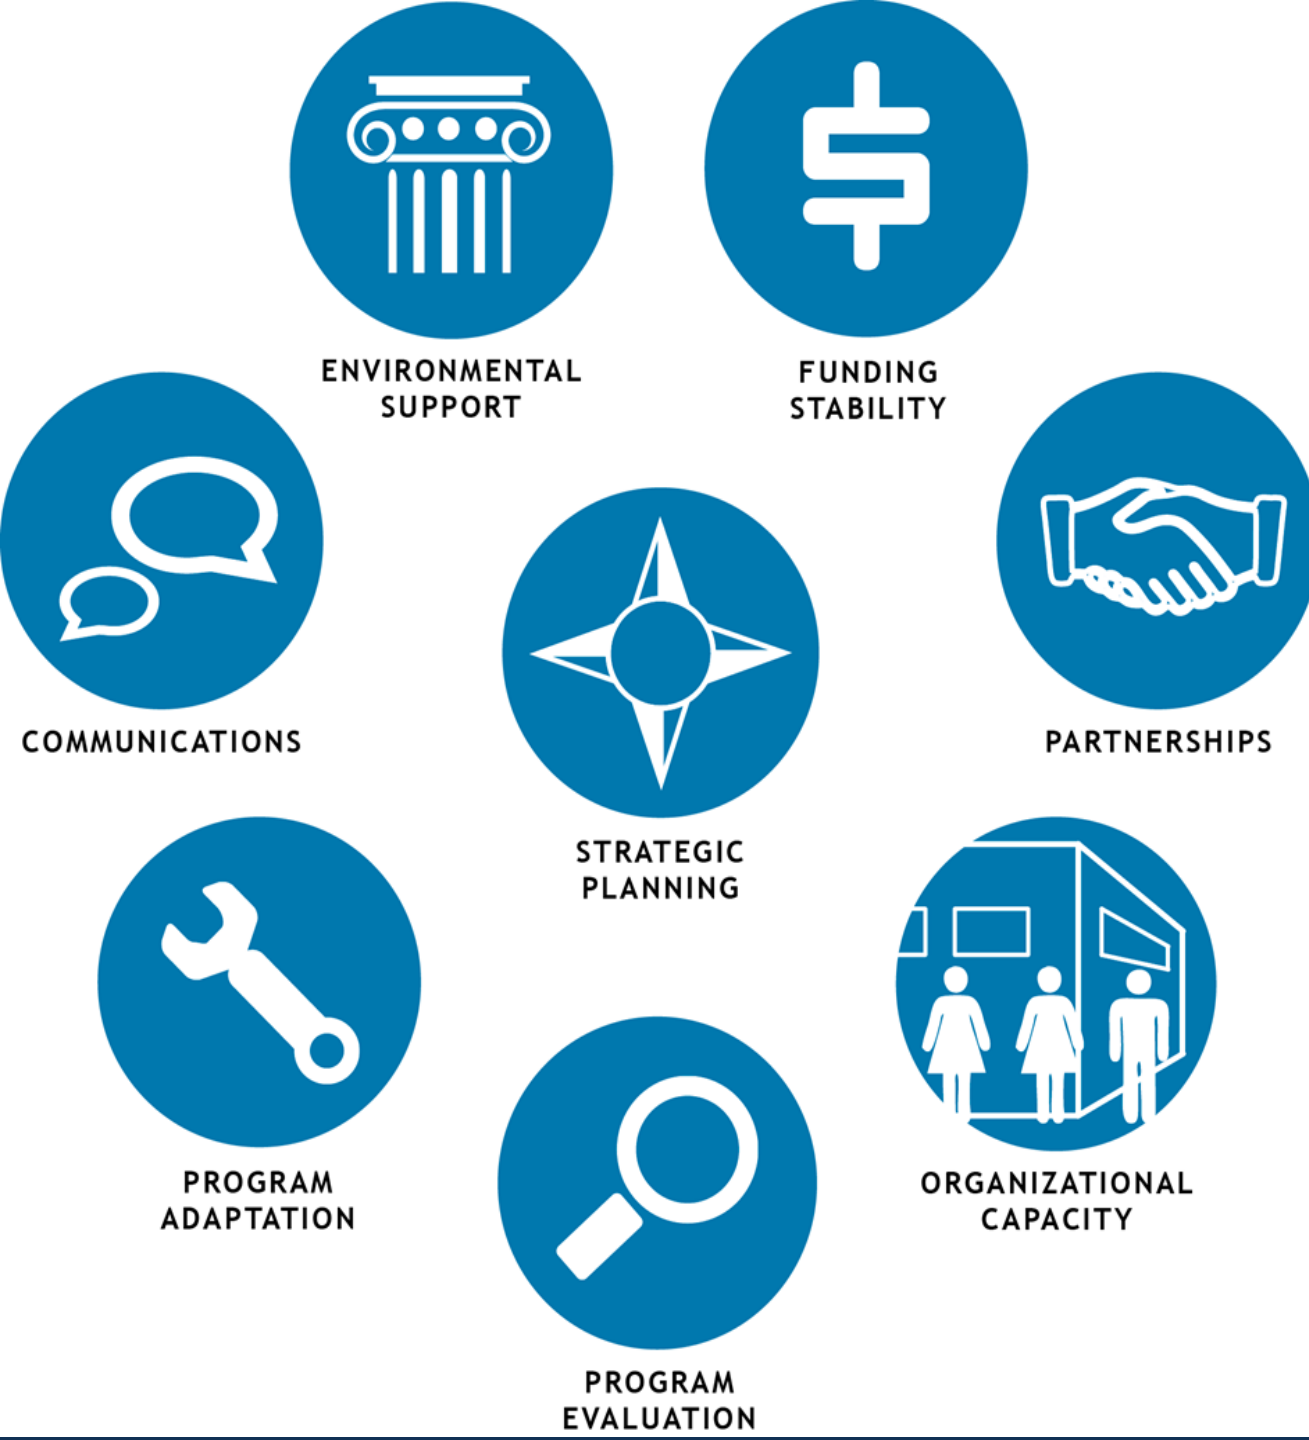 ENVIRONMENTAL
SUPPORT
FUNDING
STABILITY
COMMUNICATIONS
PARTNERSHIPS
STRATEGIC
PLANNING
PROGRAM
ADAPTATION
ORGANIZATIONAL
CAPACITY
PROGRAM
EVALUATION